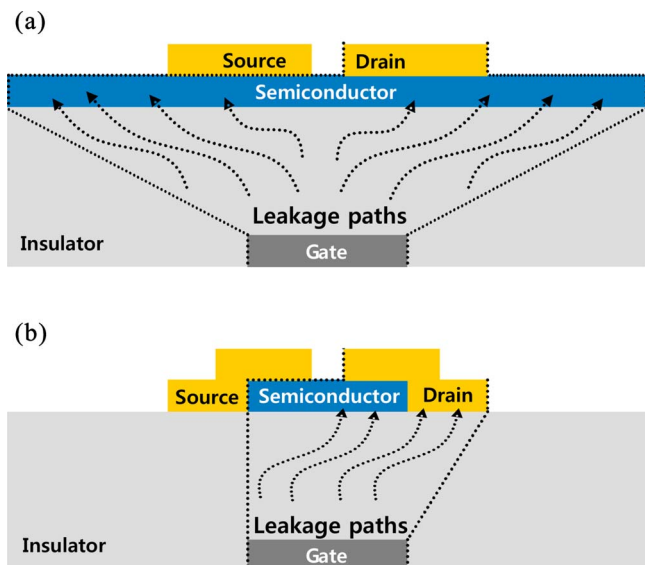 (a)
Source Drain
Semiconductor
Leakage paths
Insulator
Gate
(b)
Source Semiconductor Drain
Leakage paths
Insulator
Gate